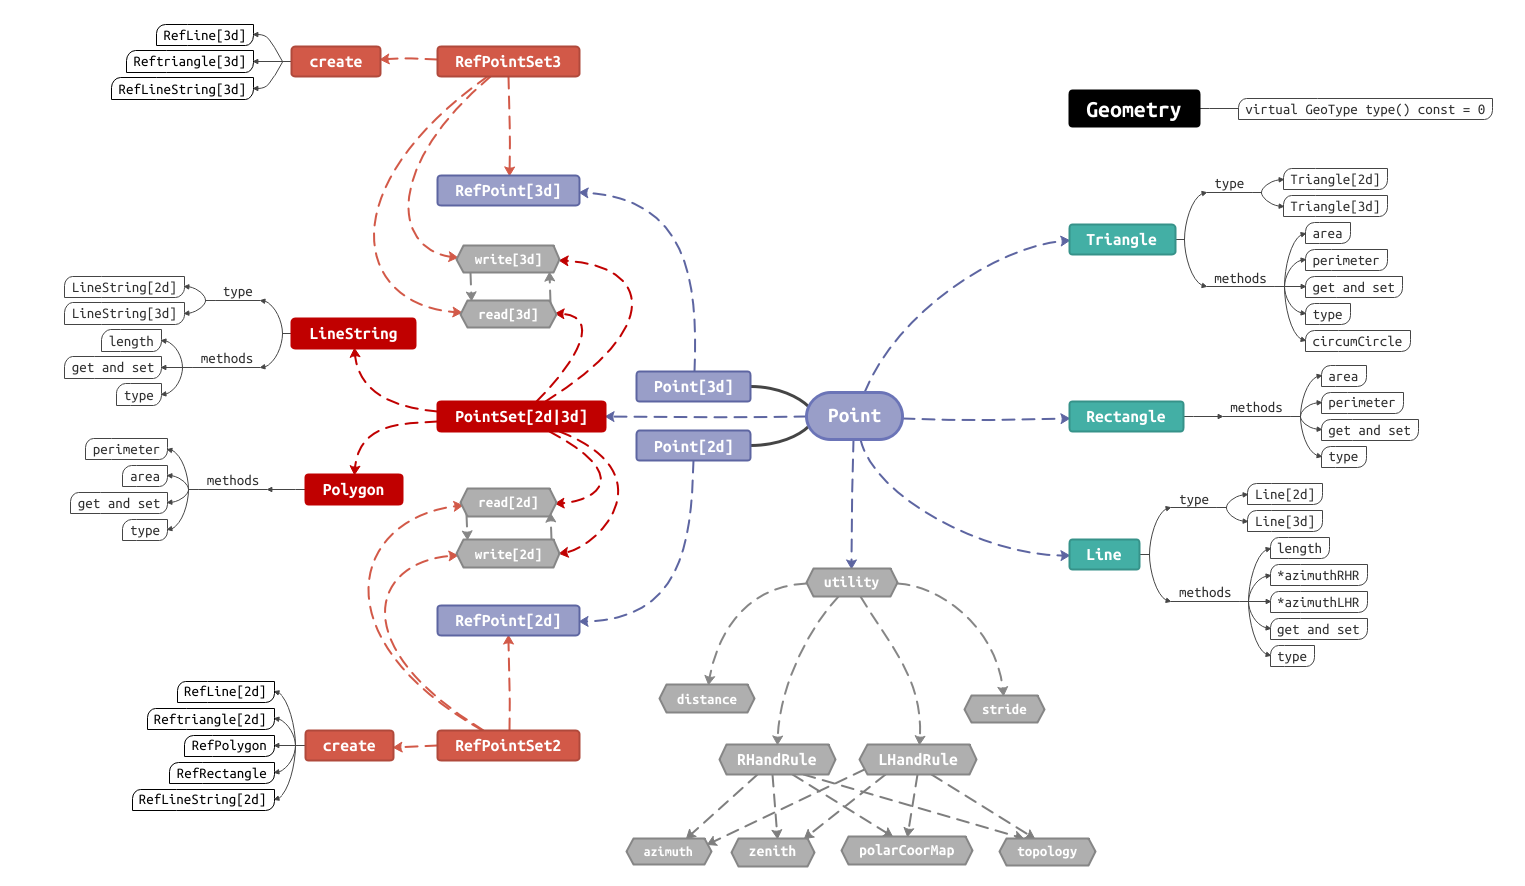 RefLine[3d]
Reftriangle[3d]
RefLineString[3d]
create
RefPointSet3
Geometry
virtual GeoType type() const = 0
RefPoint[3d]
write[3d]
read[3d]
LineString[2d]
LineString[3d]
type
length
get and set
type
methods
LineString
Point[3d]
PointSet[2d|3d]
Point[2d]
Point
perimeter
area
get and set
type
methods
Polygon
read[2d]
write[2d]
RefPoint[2d]
RefLine[2d]
Reftriangle[2d]
RefPolygon
RefRectangle
RefLineString[2d]
create
RefPointSet2
Triangle
type
Triangle[2d]
Triangle[3d]
methods
area
perimeter
get and set
type
circumCircle
Rectangle
methods
area
perimeter
get and set
type
Line
type
Line[2d]
Line[3d]
methods
length
*azimuthRHR
*azimuthLHR
get and set
type
utility
distance
stride
RHandRule
LHandRule
azimuth
zenith
polarCoorMap
topology